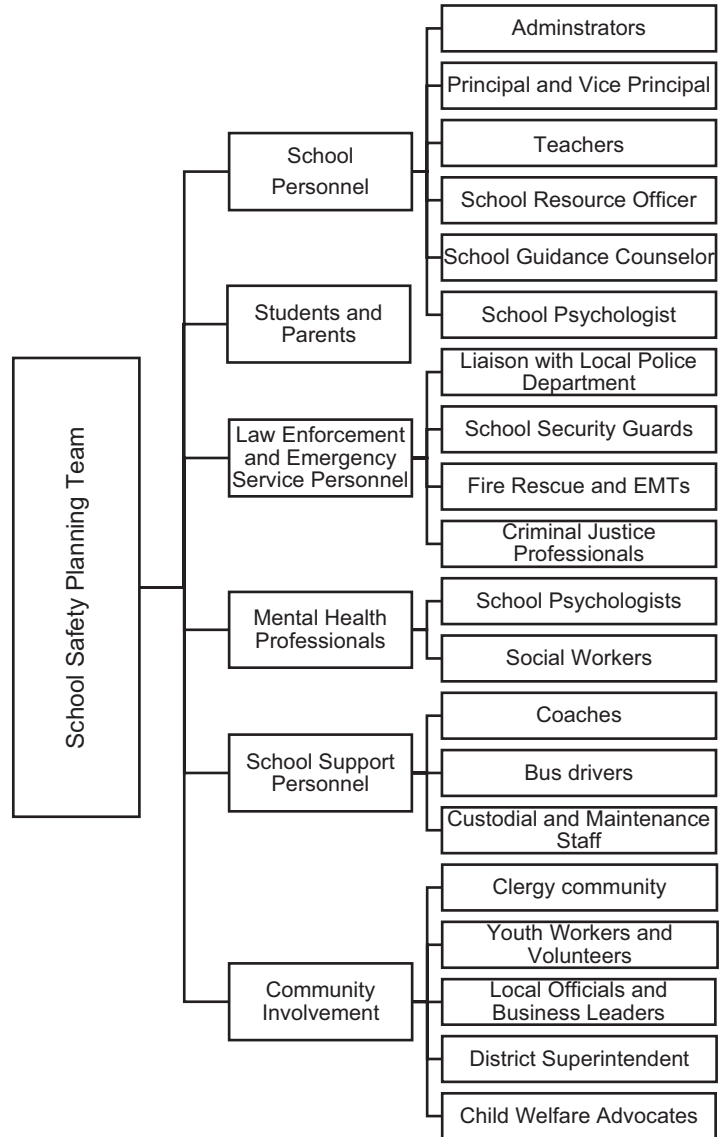 School Safety Planning Team
School
Personnel
Adminstrators
Principal and Vice Principal
Teachers
School Resource Officer
School Guidance Counselor
School Psychologist
Students and
Parents
Law Enforcement
and Emergency
Service Personnel
Liaison with Local Police
Department
School Security Guards
Fire Rescue and EMTs
Criminal Justice
Professionals
Mental Health
Professionals
School Psychologists
Social Workers
School Support
Personnel
Coaches
Bus drivers
Custodial and Maintenance
Staff
Community
Involvement
Clergy community
Youth Workers and
Volunteers
Local Officials and
Business Leaders
District Superintendent
Child Welfare Advocates